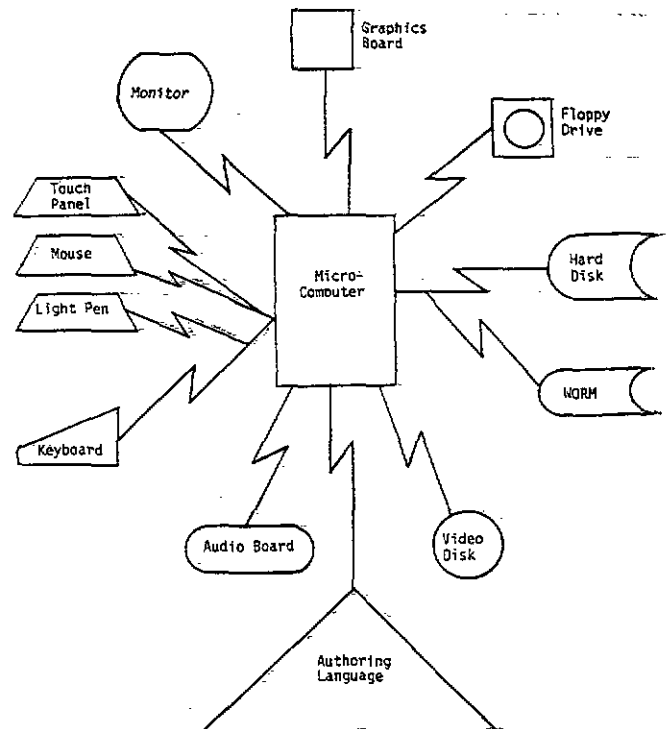 Graphics
Board
Monitor
Floppy
Drive
Touch
Panel
Mouse
Light Pen
Micro-
Computer
Hard
Disk
WORM
Keyboard
Audio Board
Video
Disk
Authoring
Language